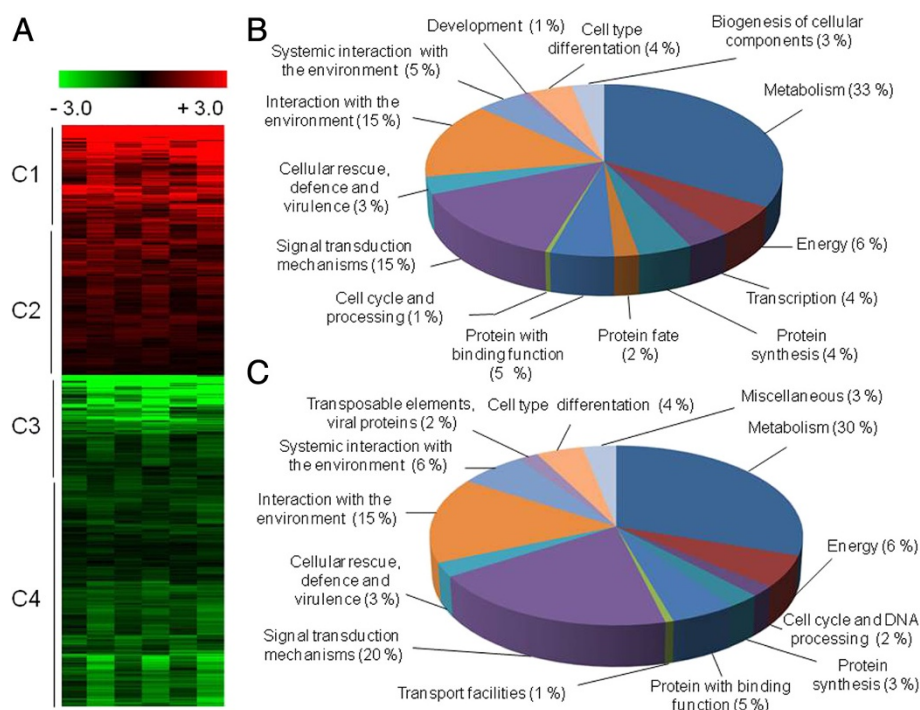 A
- 3.0
+ 3.0
C1
C2
C3
C4
B
Development (1 %)
Cell type
differentation (4 %)
Biogenesis of cellular
components (3 %)
Systemic interaction with
the environment (5 %)
Metabolism (33 %)
Interaction with the
environment (15 %)
Cellular rescue,
defence and
virulence (3 %)
Energy (6 %)
Signal transduction
mechanisms (15 %)
Transcription (4 %)
Cell cycle and
processing (1 %)
Protein with
binding function
(5 %)
Protein fate
(2 %)
Protein
synthesis (4 %)
C
Transposable elements,
viral proteins (2 %)
Cell type differentation (4 %)
Miscellaneous (3 %)
Metabolism (30 %)
Systemic interaction with
the environment (6 %)
Interaction with the
environment (15 %)
Energy (6 %)
Cellular rescue,
defence and
virulence (3 %)
Cell cycle and DNA
processing (2 %)
Signal transduction
mechanisms (20 %)
Protein
synthesis (3 %)
Transport facilities (1 %)
Protein with binding
function (5 %)